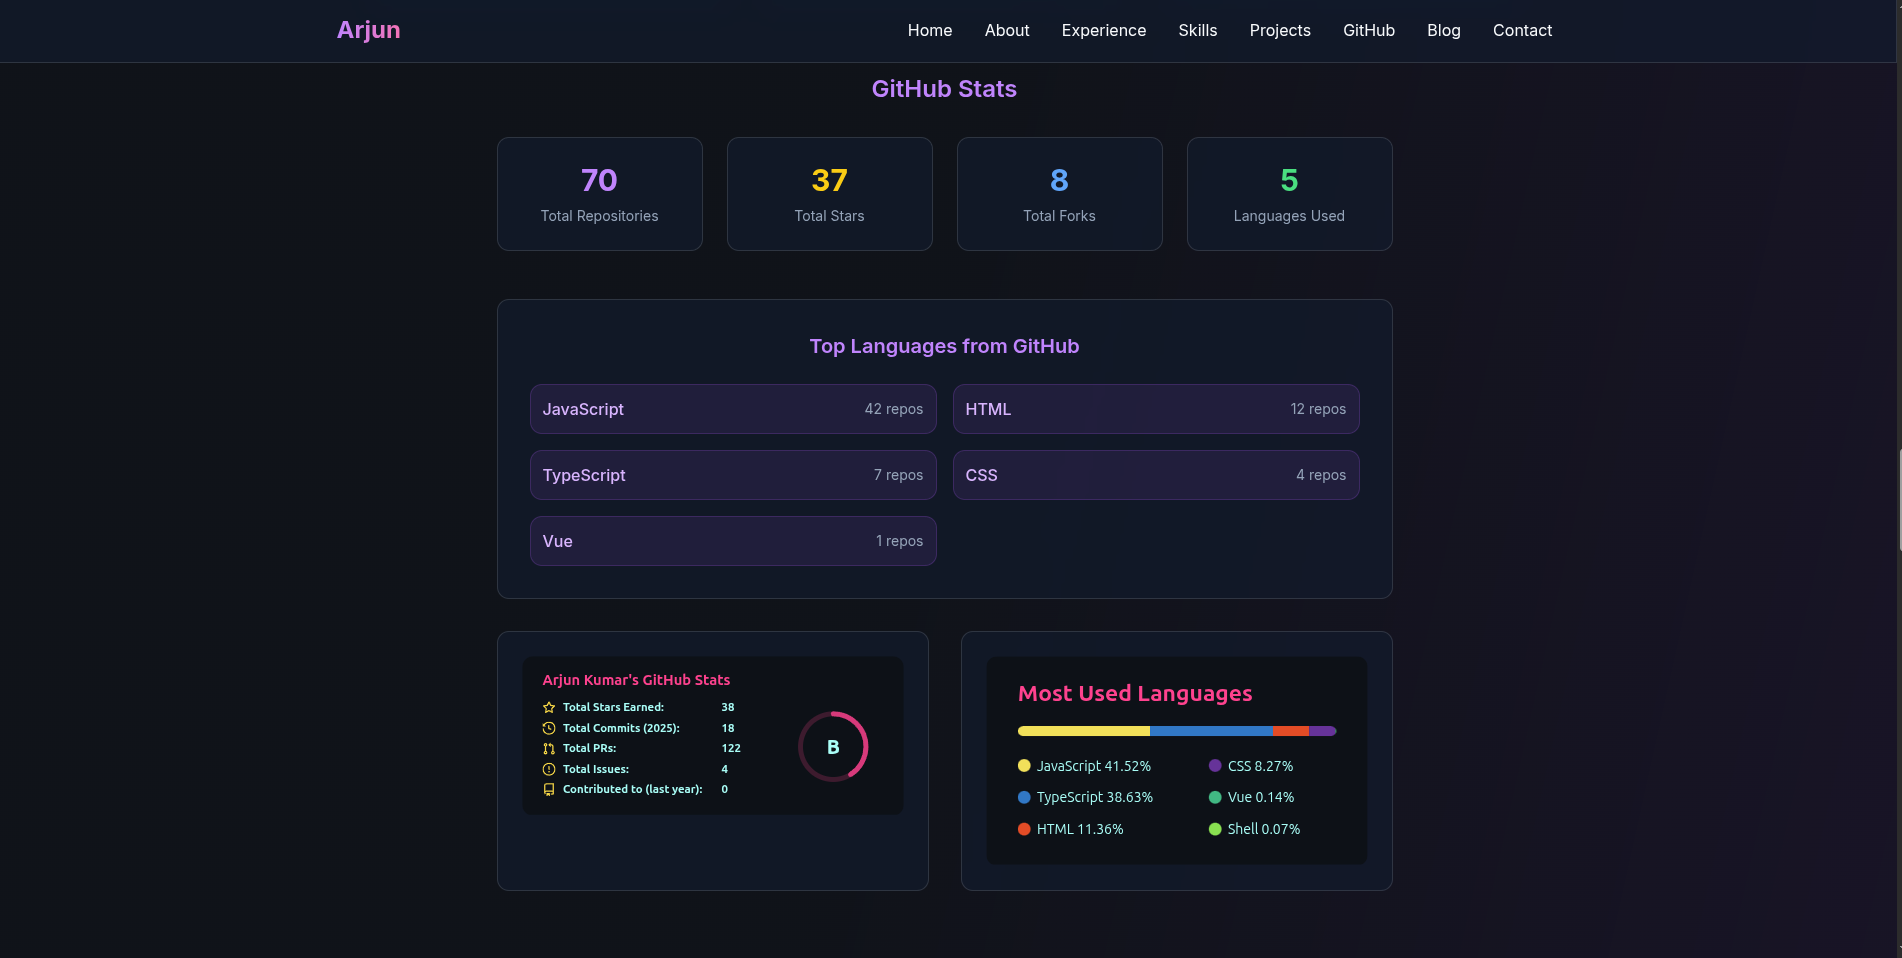 Arjun
Home About Experience Skills Projects GitHub Blog Contact
GitHub Stats
70
Total Repositories
37
Total Stars
8
Total Forks
5
Languages Used
Top Languages from GitHub
JavaScript 42 repos
HTML 12 repos
TypeScript 7 repos
CSS 4 repos
Vue 1 repos
Arjun Kumar's GitHub Stats
Total Stars Earned: 38
Total Commits (2025): 18
Total PRs: 122
Total Issues: 4
Contributed to (last year): 0
B
Most Used Languages
JavaScript 41.52%
TypeScript 38.63%
HTML 11.36%
CSS 8.27%
Vue 0.14%
Shell 0.07%